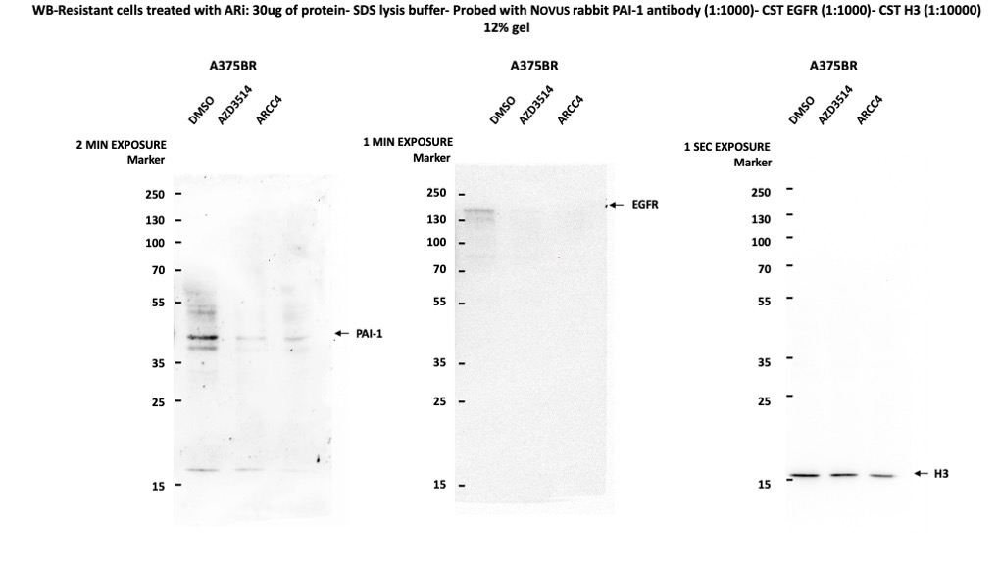 WB-Resistant cells treated with ARi: 30ug of protein- SDS lysis buffer- Probed with NOVUS rabbit PAI-1 antibody (1:1000)- CST EGFR (1:1000)- CST H3 (1:10000)
12% gel
A375BR
DMSO
AZD3514
ARCC4
2 MIN EXPOSURE
Marker
250
130
100
70
55
35
25
15
← PAI-1
A375BR
DMSO
AZD3514
ARCC4
1 MIN EXPOSURE
Marker
250
130
100
70
55
35
25
15
← EGFR
A375BR
DMSO
AZD3514
ARCC4
1 SEC EXPOSURE
Marker
250
130
100
70
55
35
25
15
← H3